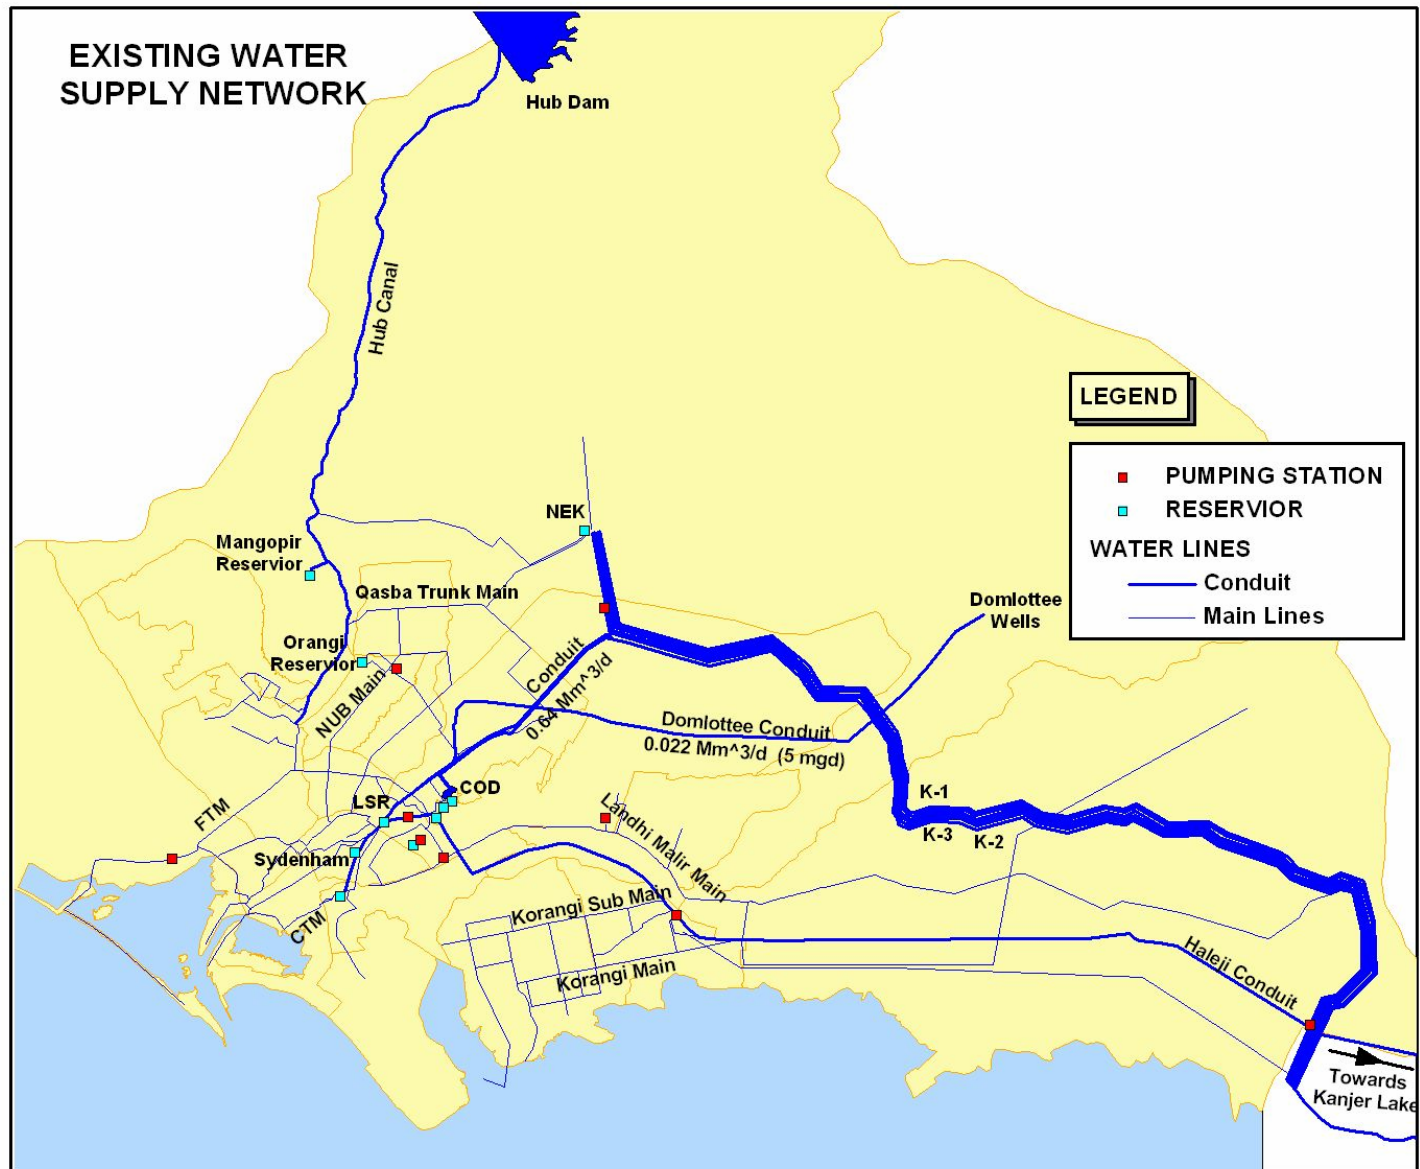 EXISTING WATER
SUPPLY NETWORK
Hub Dam
Hub Canal
LEGEND
PUMPING STATION
RESERVIOR
WATER LINES
Conduit
Main Lines
NEK
Mangopir
Reservior
Qasba Trunk Main
Domlottee
Wells
Orangi
Reservior
NUB Main
Conduit
0.64 Mm^3/d
Domlottee Conduit
0.022 Mm^3/d (5 mgd)
COD
LSR
K-1
K-3
K-2
FTM
Landhi Malir Main
Sydenham
CTM
Korangi Sub Main
Korangi Main
Haleji Conduit
Towards
Kanjer Lake